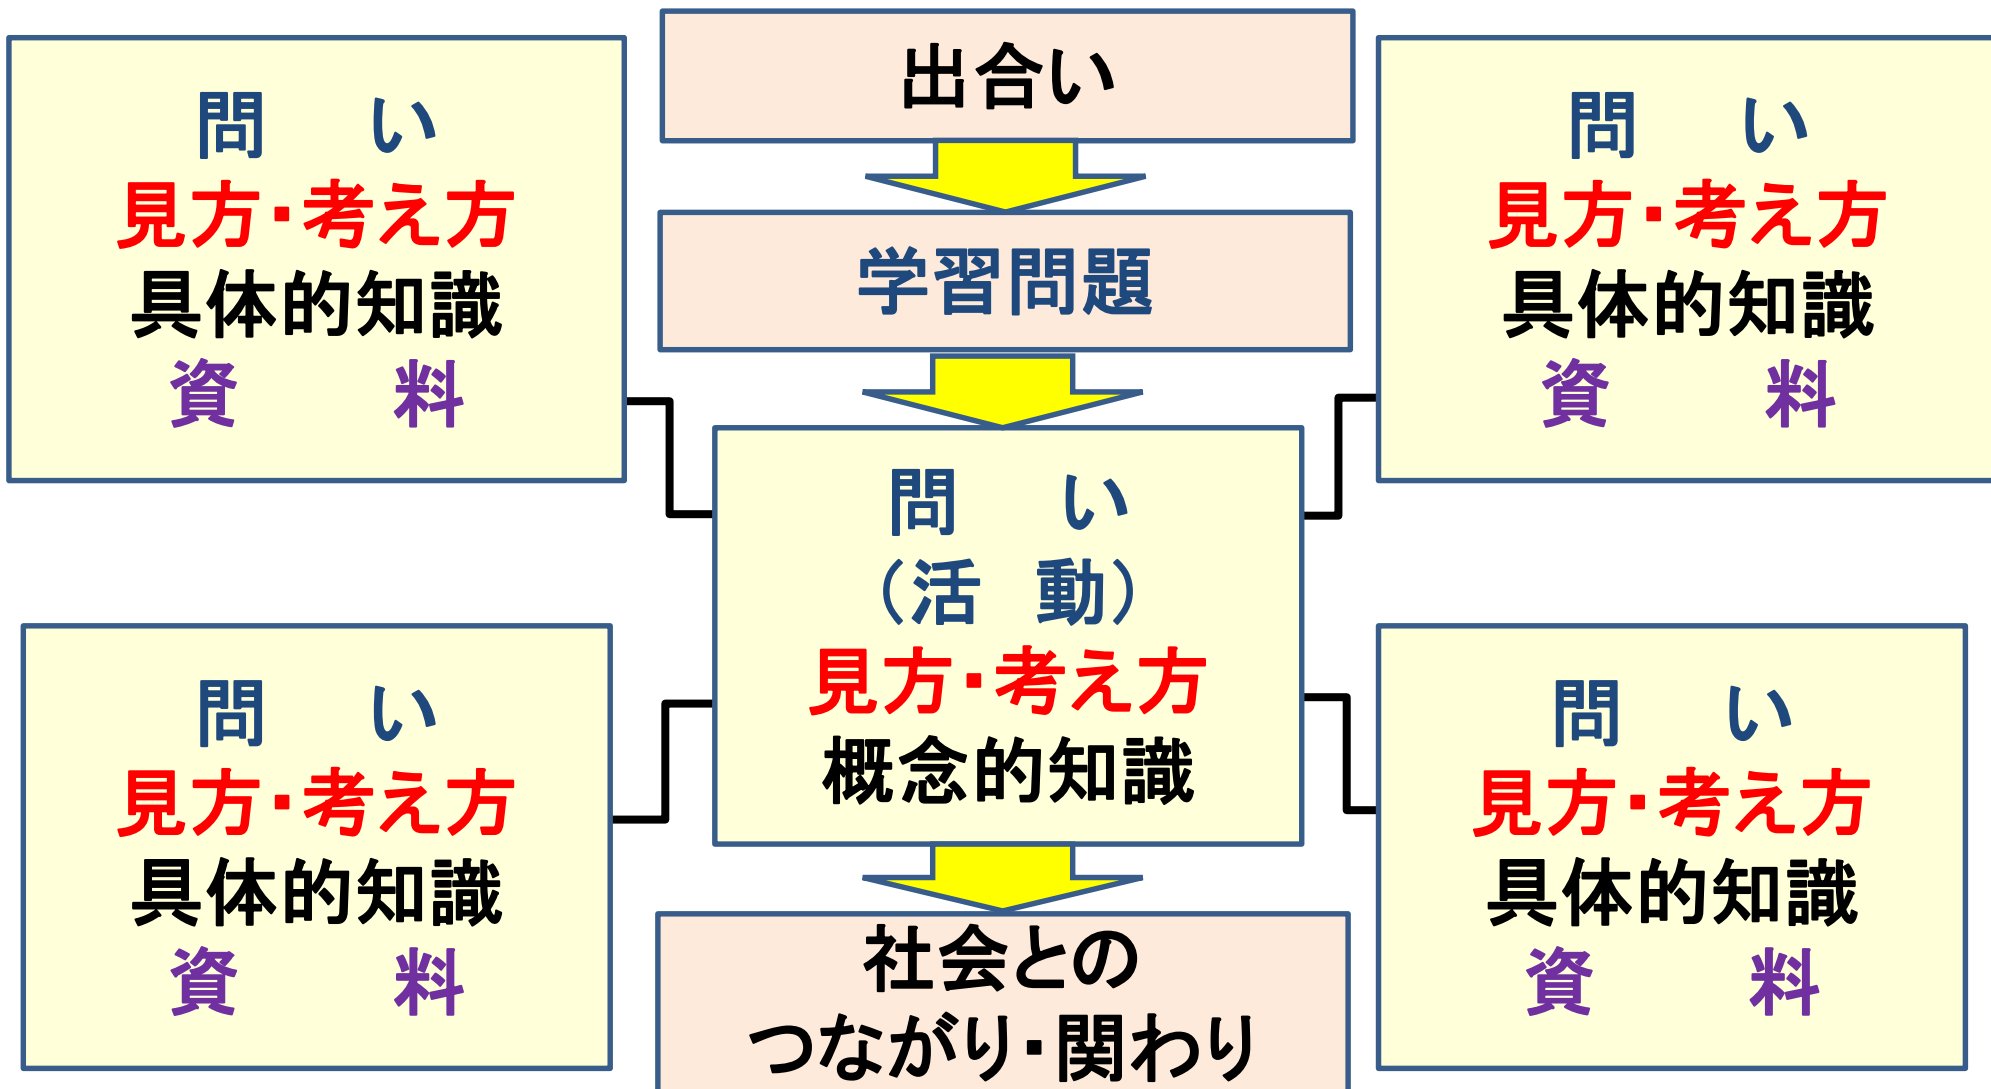 出合い
学習問題
問　い
見方・考え方
具体的知識
資　料
問　い
見方・考え方
具体的知識
資　料
問　い
（活　動）
見方・考え方
概念的知識
問　い
見方・考え方
具体的知識
資　料
問　い
見方・考え方
具体的知識
資　料
社会との
つながり・関わり